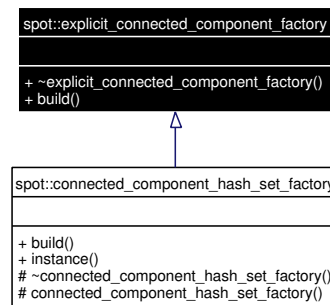 spot::explicit_connected_component_factory
+ ~explicit_connected_component_factory()
+ build()
spot::connected_component_hash_set_factory
+ build()
+ instance()
# ~connected_component_hash_set_factory()
# connected_component_hash_set_factory()